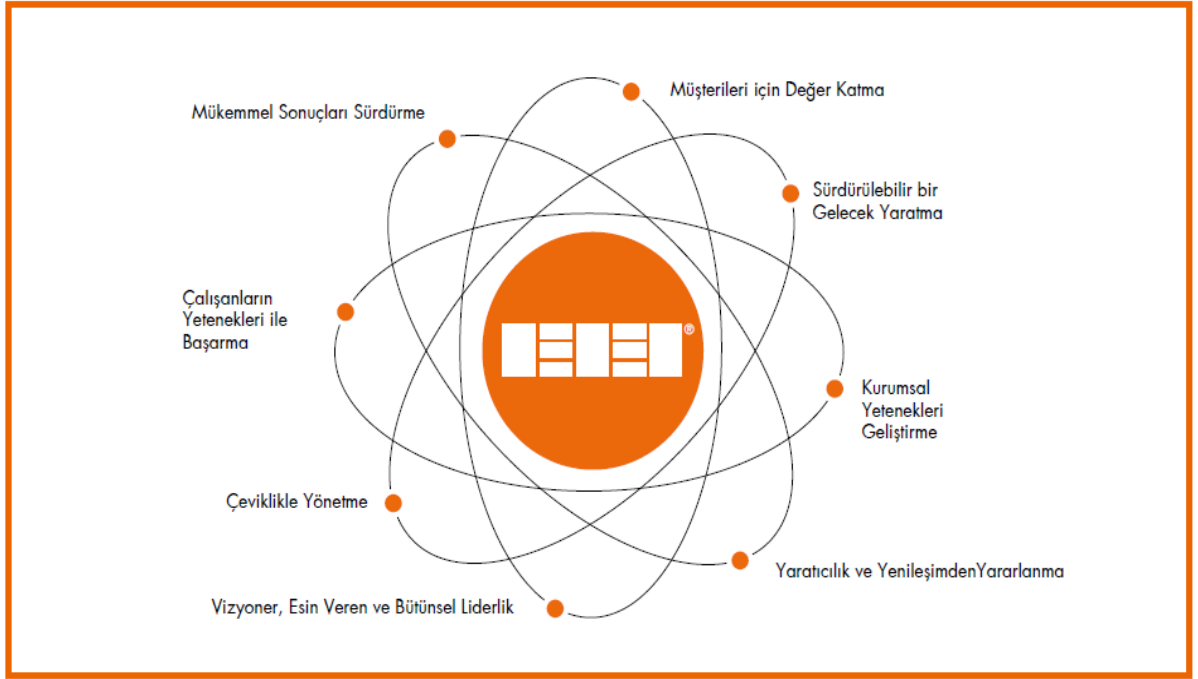 Müşterileri için Değer Katma
Mükemmel Sonuçları Sürdürme
Sürdürülebilir bir
Gelecek Yaratma
Çalışanların
Yetenekleri ile
Başarma
Kurumsal
Yetenekleri
Geliştirme
Çeviklikle Yönetme
Yaratıcılık ve YenileşimdenYararlanma
Vizyoner, Esin Veren ve Bütünsel Liderlik
®